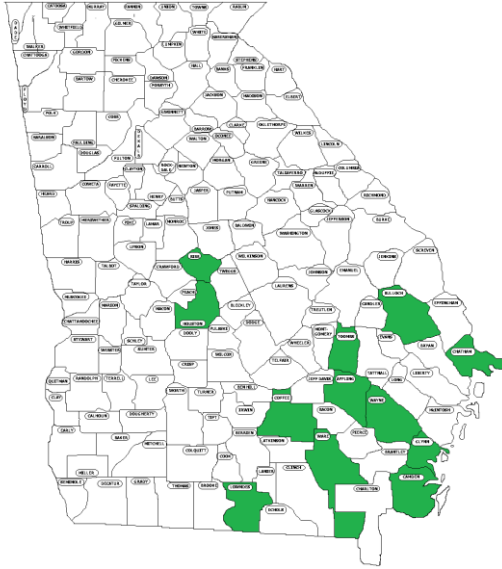 CATOOSA MURRAY FANNIN UNION TOWNS RABUN
DADE WHITFIELD GILMER WHITE HABERSHAM
WALKER LUMPKIN STEPHENS
CHATTOOGA GORDON PICKENS HALL BANKS FRANKLIN HART
FLOYD BARTOW CHEROKEE DAWSON FORSYTH
JACKSON MADISON ELBERT
POLK COBB GWINNETT BARROW CLARKE OGLETHORPE WILKES LINCOLN
HARALSON PAULDING DEKALB WALTON OCONEE
DOUGLAS FULTON
CARROLL CLAYTON ROCKDALE NEWTON MORGAN GREENE TALIAFERRO MCDUFFIE COLUMBIA
HEARD COWETA FAYETTE HENRY BUTTS JASPER PUTNAM HANCOCK WARREN RICHMOND
SPALDING GLASCOCK
TROUP MERIWETHER PIKE LAMAR MONROE JONES BALDWIN WASHINGTON JEFFERSON BURKE
UPSON
HARRIS TALBOT CRAWFORD BIBB TWIGGS WILKINSON JOHNSON EMANUEL JENKINS SCREVEN
TAYLOR PEACH LAURENS
MUSCOGEE MARION MACON HOUSTON BLECKLEY TREUTLEN CANDLER BULLOCH EFFINGHAM
CHATTAHOOCHEE SCHLEY DOOLY PULASKI DODGE MONTGOMERY TOOMBS EVANS BRYAN CHATHAM
STEWART WEBSTER SUMTER WILCOX WHEELER
QUITMAN RANDOLPH TERRELL LEE CRISP TELFAIR JEFF DAVIS APPLING TATTNALL LONG LIBERTY
CLAY WORTH TURNER BEN HILL COFFEE BACON WAYNE MCINTOSH
CALHOUN DOUGHERTY TIFT IRWIN
EARLY BAKER MITCHELL COLQUITT BERRIEN ATKINSON WARE PIERCE BRANTLEY GLYNN
COOK
MILLER LANIER CLINCH CHARLTON CAMDEN
SEMINOLE DECATUR GRADY THOMAS BROOKS LOWNDES ECHOLS